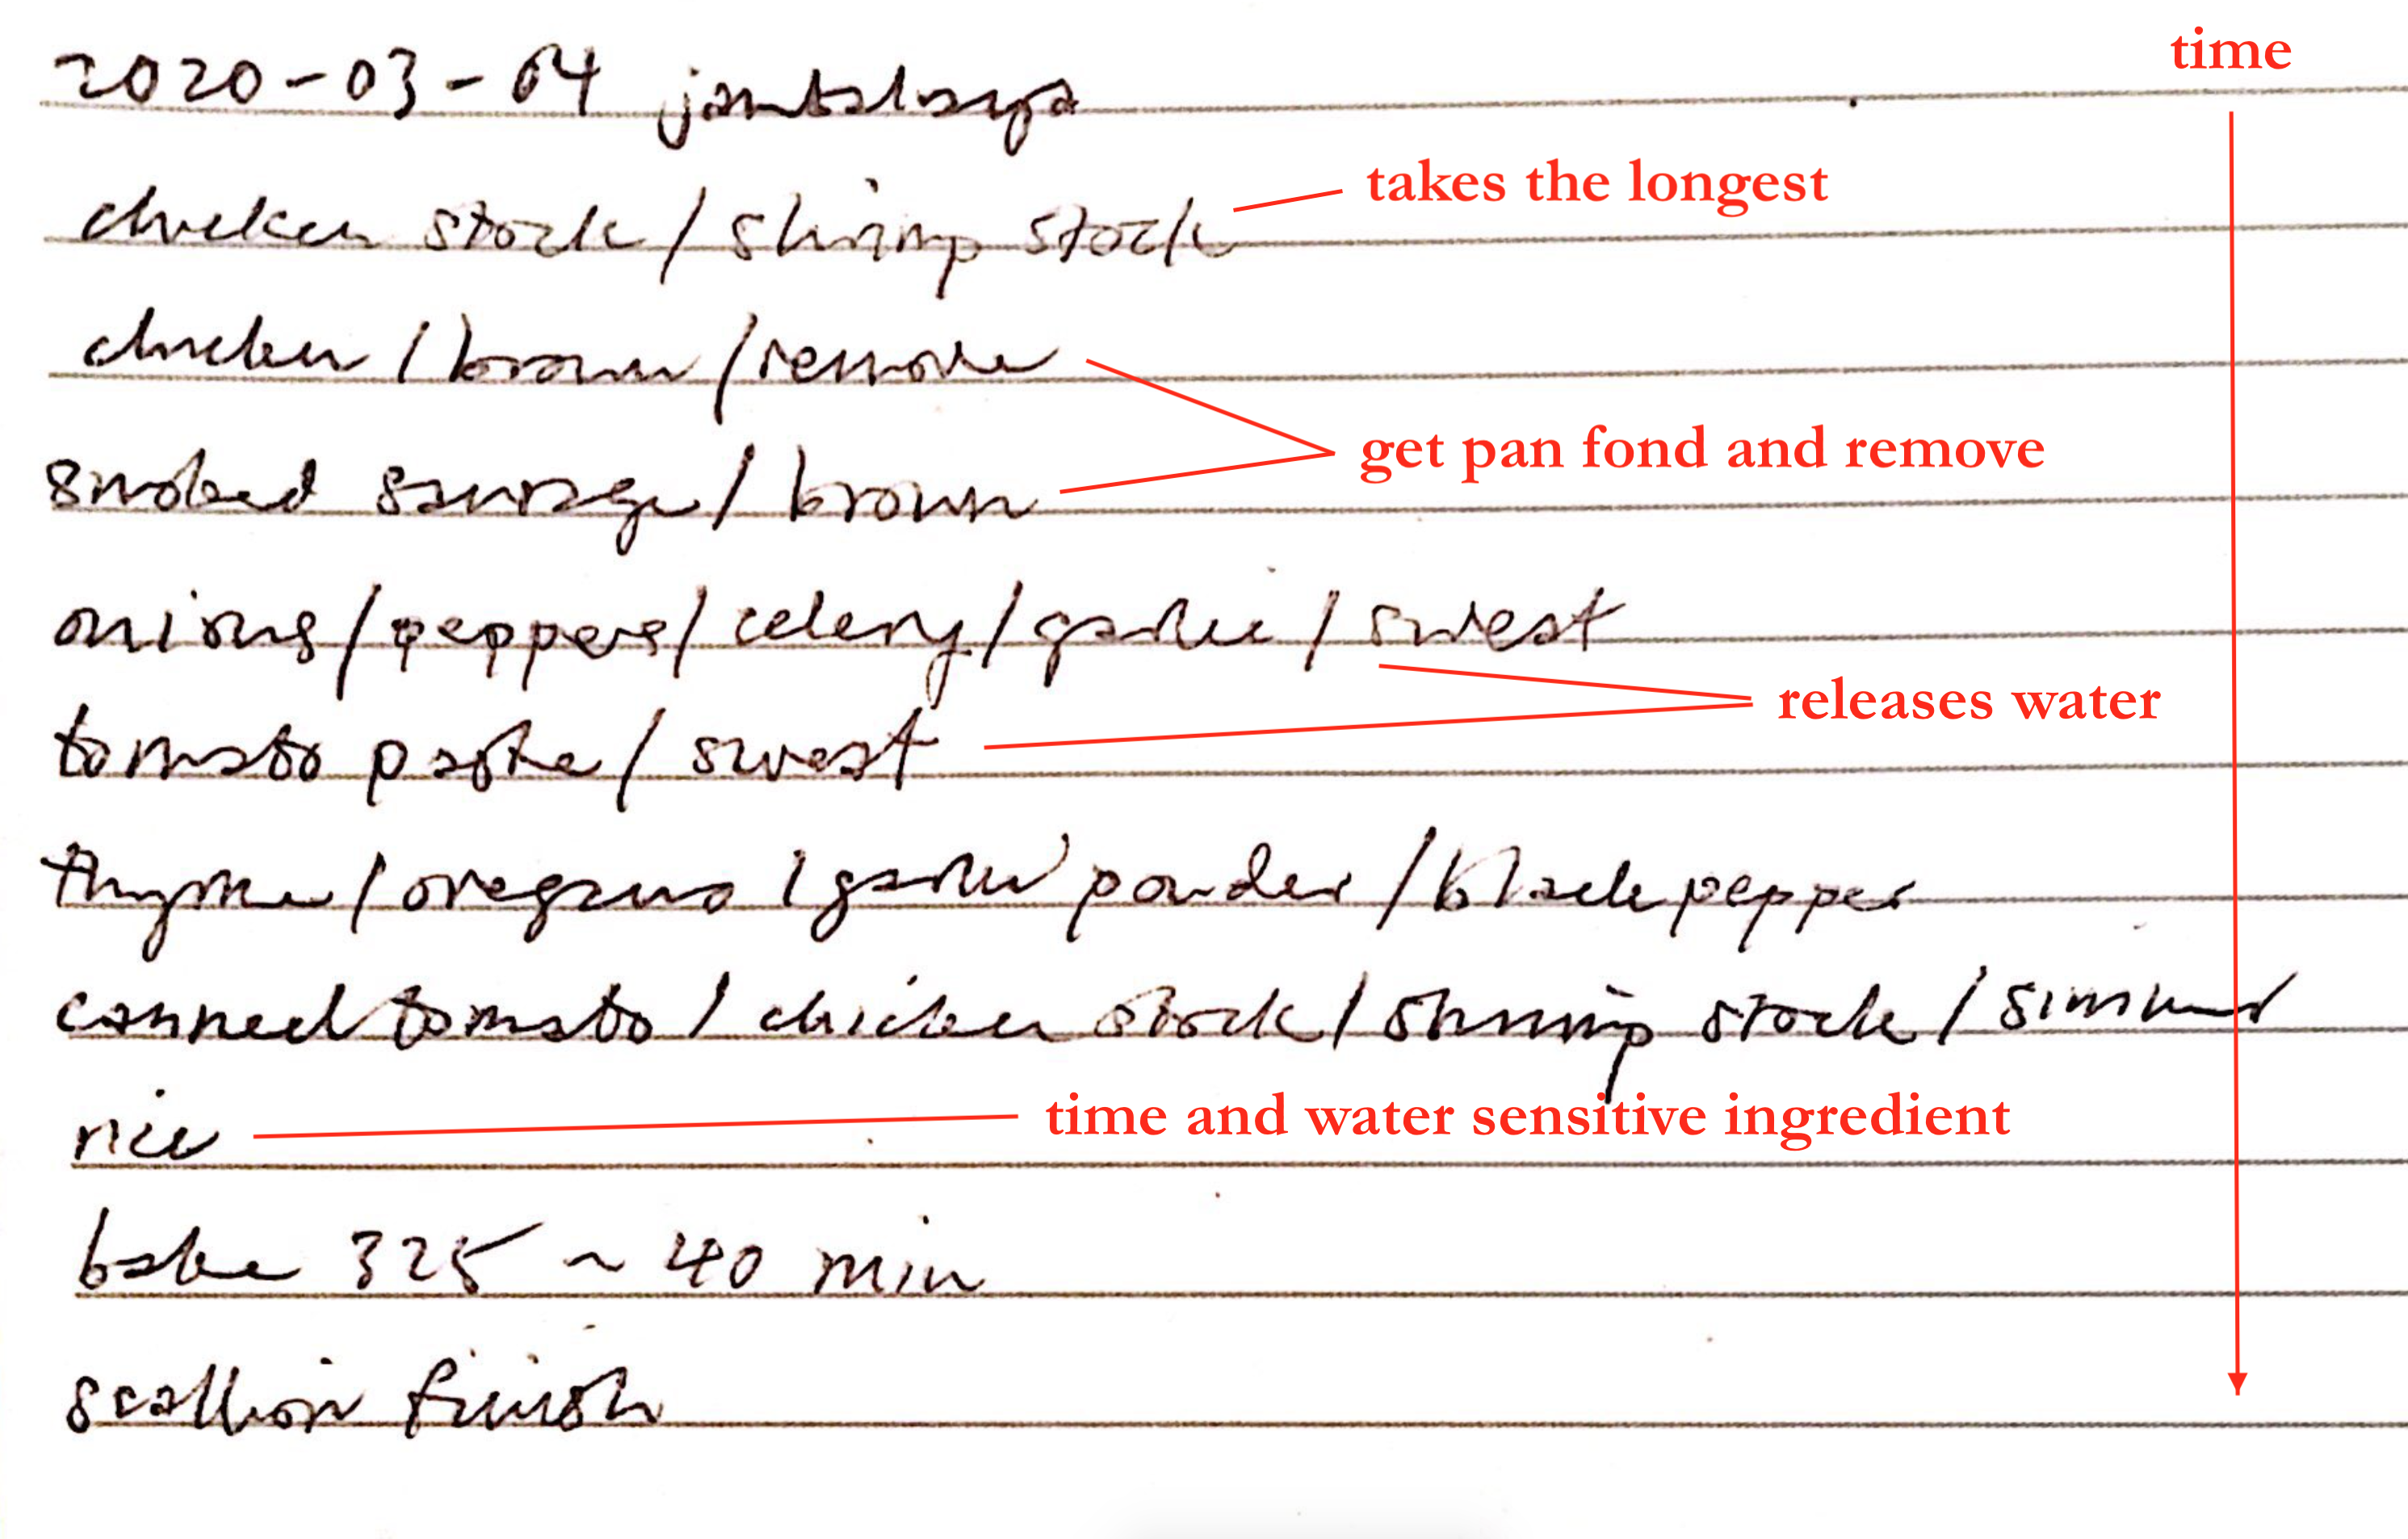 time
2020-03-04 jambalaya
takes the longest
chicken stock / shrimp stock
chicken / brown / remove
get pan fond and remove
smoked sausage / brown
onions / peppers / celery / garlic / sweat
releases water
tomato paste / sweat
thyme / oregano / garlic powder / black pepper
canned tomato / chicken stock / shrimp stock / simmer
rice
time and water sensitive ingredient
bake 325 ~ 40 min
scallion finish